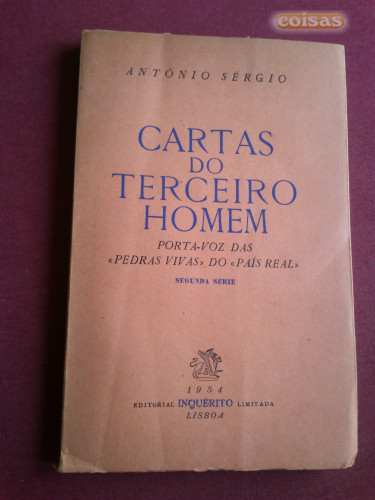 coisas
ANTÓNIO SÉRGIO
CARTAS
DO
TERCEIRO
HOMEM
PORTA-VOZ DAS
«PEDRAS VIVAS» DO «PAÍS REAL»
SEGUNDA SÉRIE
1954
EDITORIAL INQUÉRITO LIMITADA
LISBOA